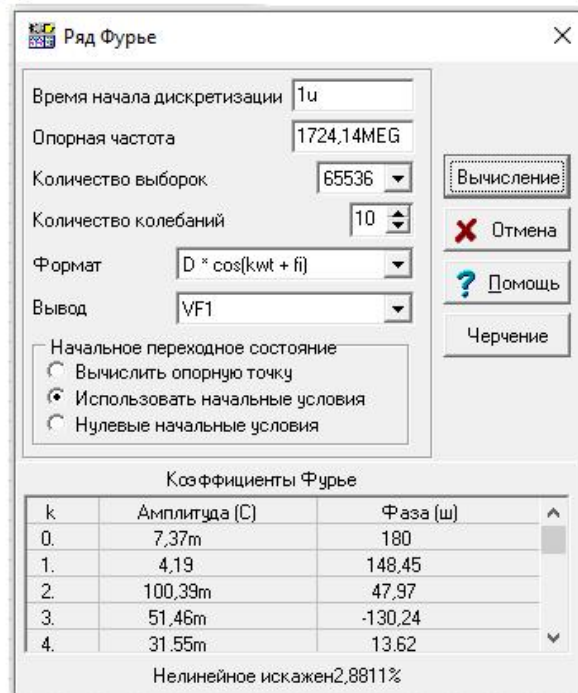 Ряд Фурье
Время начала дискретизации 1u
Опорная частота 1724,14MEG
Количество выборок 65536
Количество колебаний 10
Формат D * cos(kwt + fi)
Вывод VF1
Вычисление
Отмена
Помощь
Черчение
Начальное переходное состояние
Вычислить опорную точку
Использовать начальные условия
Нулевые начальные условия
Коэффициенты Фурье
k Амплитуда (C) Фаза (ш)
0. 7,37m 180
1. 4,19 148,45
2. 100,39m 47,97
3. 51,46m -130,24
4. 31.55m 13.62
Нелинейное искажен2,8811%